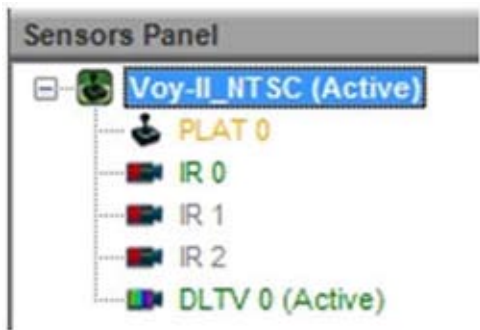 Sensors Panel
Voy-II_NTSC (Active)
PLAT 0
IR 0
IR 1
IR 2
DLTV 0 (Active)